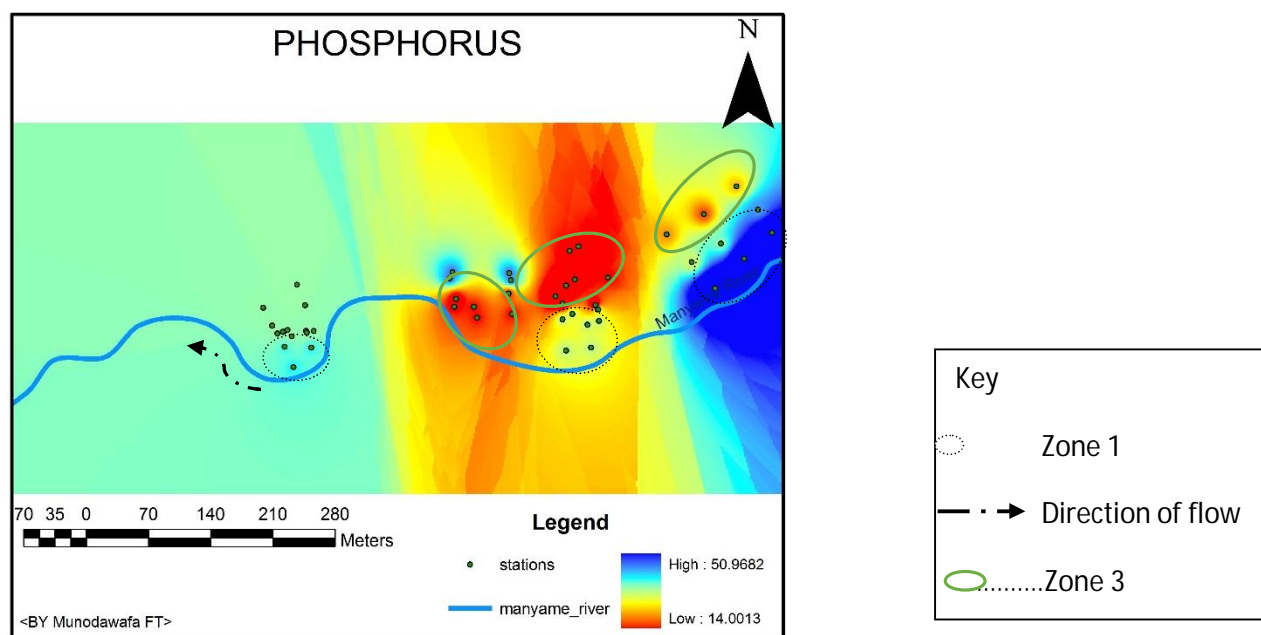 PHOSPHORUS
N
Manyame River
70 35 0 70 140 210 280
Meters
Legend
stations
manyame_river
High : 50.9682
Low : 14.0013
<BY Munodawafa FT>
Key
Zone 1
Direction of flow
..........Zone 3